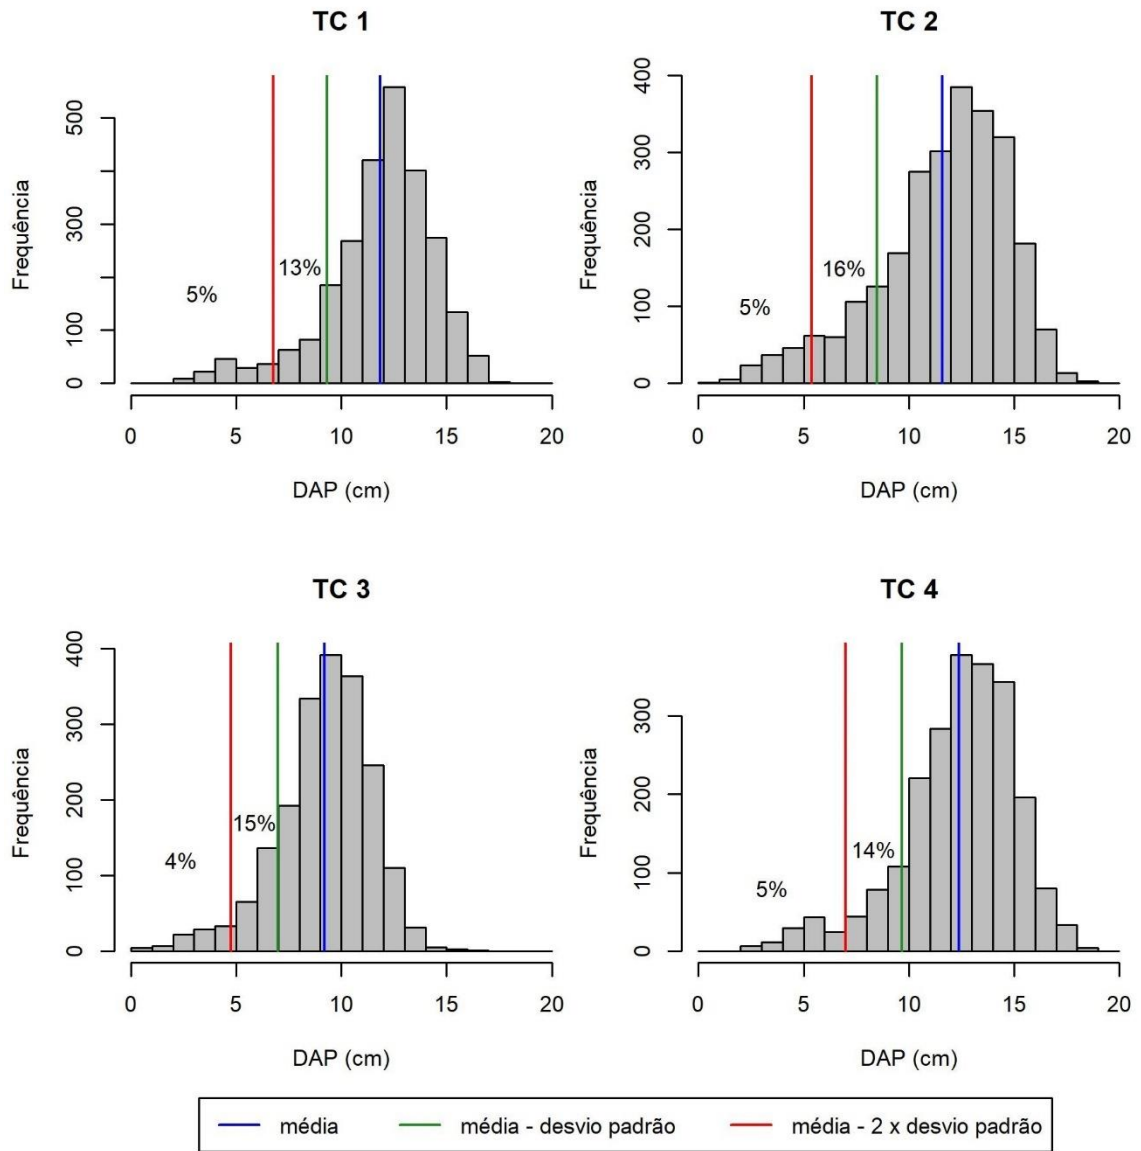 TC 1
500
300
100
0
Frequência
5%
13%
0 5 10 15 20
DAP (cm)
TC 2
400
300
200
100
0
Frequência
5%
16%
0 5 10 15 20
DAP (cm)
TC 3
400
300
200
100
0
Frequência
4%
15%
0 5 10 15 20
DAP (cm)
TC 4
300
200
100
0
Frequência
5%
14%
0 5 10 15 20
DAP (cm)
média média - desvio padrão média - 2 x desvio padrão